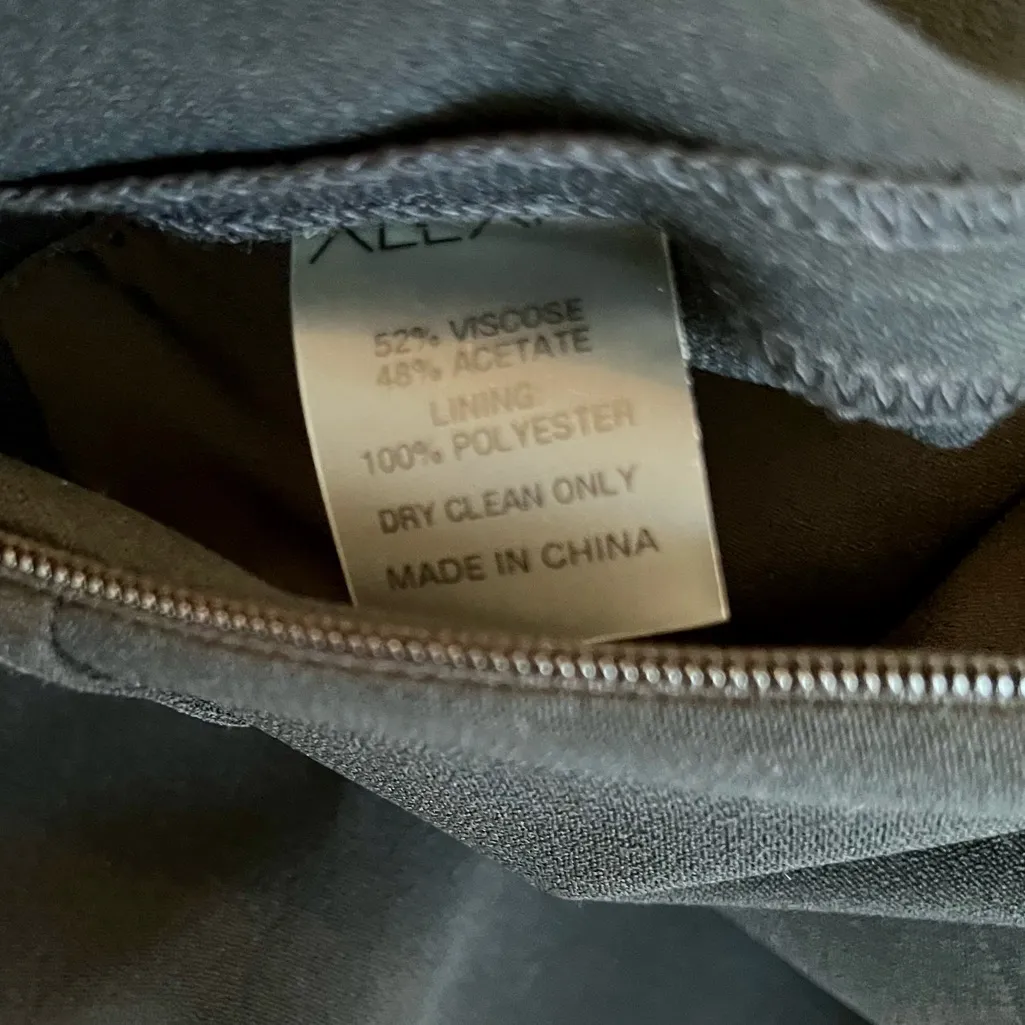 52% VISCOSE
48% ACETATE
LINING:
100% POLYESTER
DRY CLEAN ONLY
MADE IN CHINA